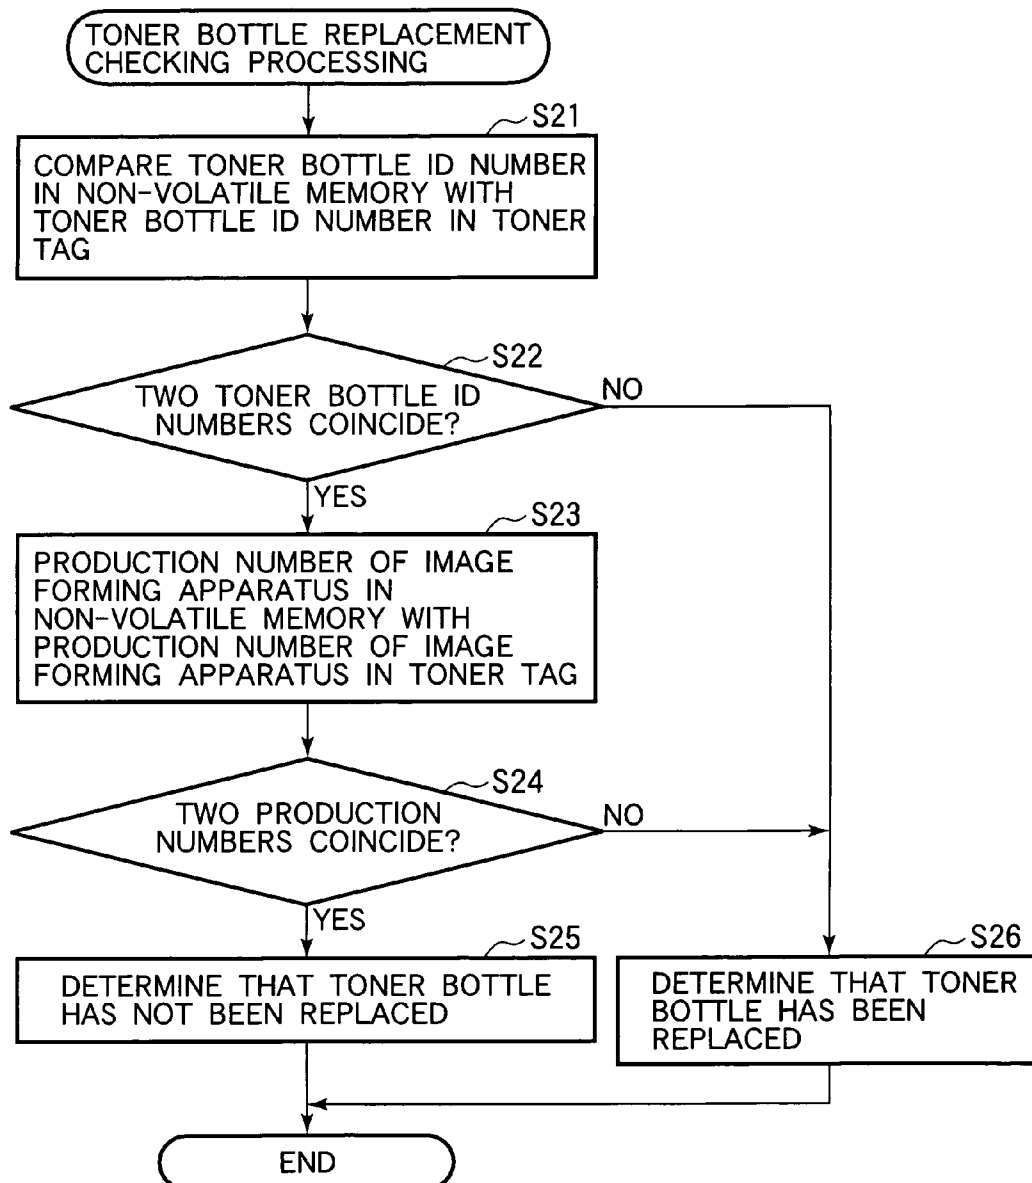 TONER BOTTLE REPLACEMENT
CHECKING PROCESSING
S21
COMPARE TONER BOTTLE ID NUMBER
IN NON-VOLATILE MEMORY WITH
TONER BOTTLE ID NUMBER IN TONER
TAG
S22
TWO TONER BOTTLE ID
NUMBERS COINCIDE?
NO
YES
S23
PRODUCTION NUMBER OF IMAGE
FORMING APPARATUS IN
NON-VOLATILE MEMORY WITH
PRODUCTION NUMBER OF IMAGE
FORMING APPARATUS IN TONER TAG
S24
TWO PRODUCTION
NUMBERS COINCIDE?
NO
YES
S25
DETERMINE THAT TONER BOTTLE
HAS NOT BEEN REPLACED
S26
DETERMINE THAT TONER
BOTTLE HAS BEEN
REPLACED
END